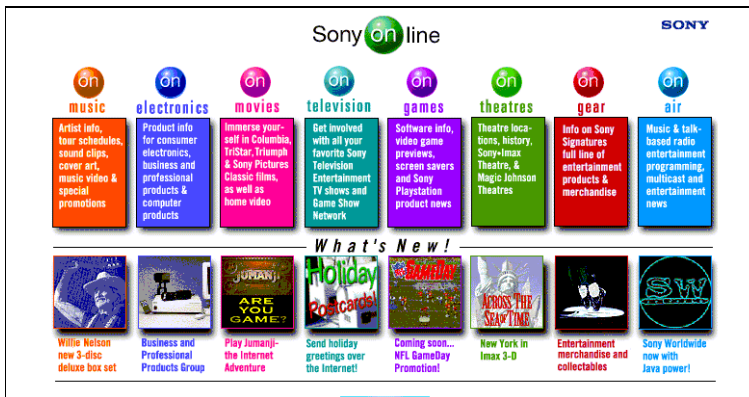 Sony on line
SONY
on
music
Artist info,
tour schedules,
sound clips,
cover art,
music video &
special
promotions
on
electronics
Product info
for consumer
electronics,
business and
professional
products &
computer
products
on
movies
Immerse your-
self in Columbia,
TriStar, Triumph
& Sony Pictures
Classic films,
as well as
home video
on
television
Get involved
with all your
favorite Sony
Television
Entertainment
TV shows and
Game Show
Network
on
games
Software info,
video game
previews,
screen savers
and Sony
Playstation
product news
on
theatres
Theatre loca-
tions, history,
Sony•Imax
Theatre, &
Magic Johnson
Theatres
on
gear
Info on Sony
Signatures
full line of
entertainment
products &
merchandise
on
air
Music & talk-
based radio
entertainment
programming,
multicast and
entertainment
news
What's New!
Willie Nelson
new 3-disc
deluxe box set
Business and
Professional
Products Group
JUMANJI
ARE
YOU
GAME?
Play Jumanji-
the Internet
Adventure
Holiday
Postcards!
Send holiday
greetings over
the Internet!
GAMEDAY
Coming soon...
NFL GameDay
Promotion!
ACROSS THE
SEA OF TIME
New York in
Imax 3-D
Entertainment
merchandise and
collectables
SW
Sony Worldwide
now with
Java power!